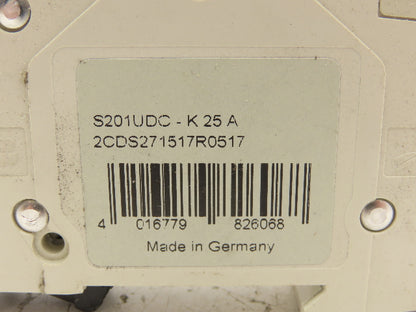 S201UDC - K 25 A
2CDS271517R0517
4 016779 826068
Made in Germany